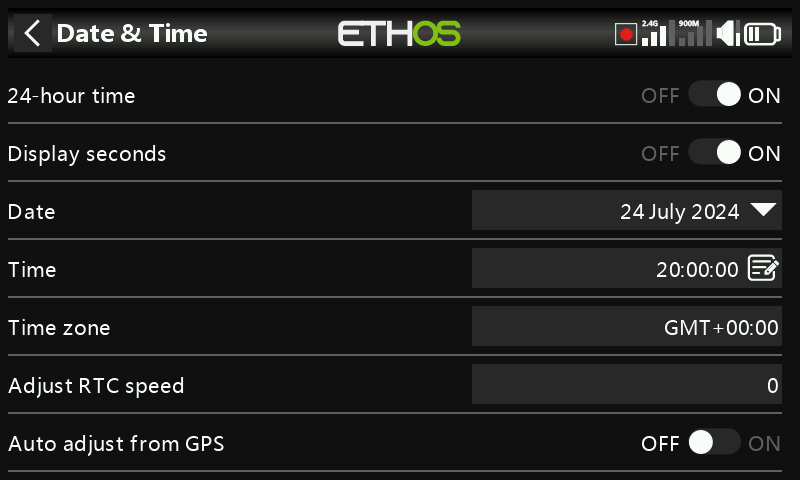 Date & Time ETHOS 2.4G 900M
24-hour time OFF ON
Display seconds OFF ON
Date 24 July 2024
Time 20:00:00
Time zone GMT+00:00
Adjust RTC speed 0
Auto adjust from GPS OFF ON